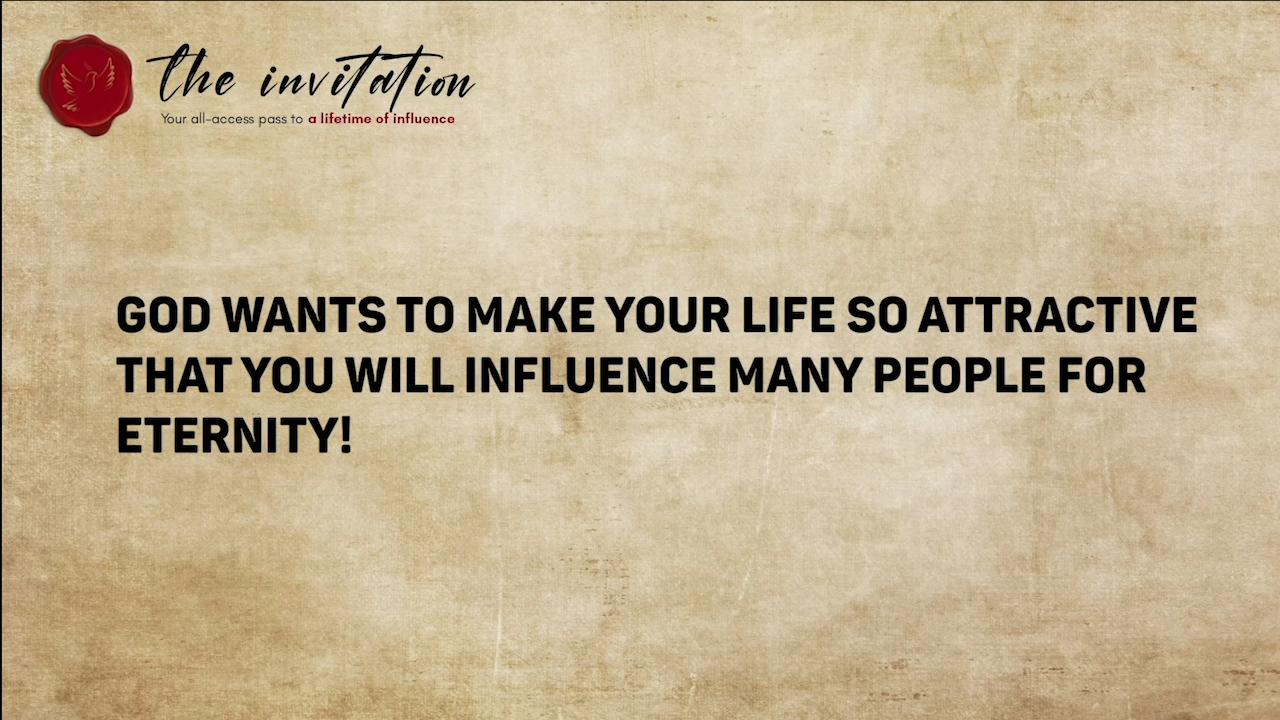 the invitation
Your all-access pass to a lifetime of influence
GOD WANTS TO MAKE YOUR LIFE SO ATTRACTIVE
THAT YOU WILL INFLUENCE MANY PEOPLE FOR
ETERNITY!